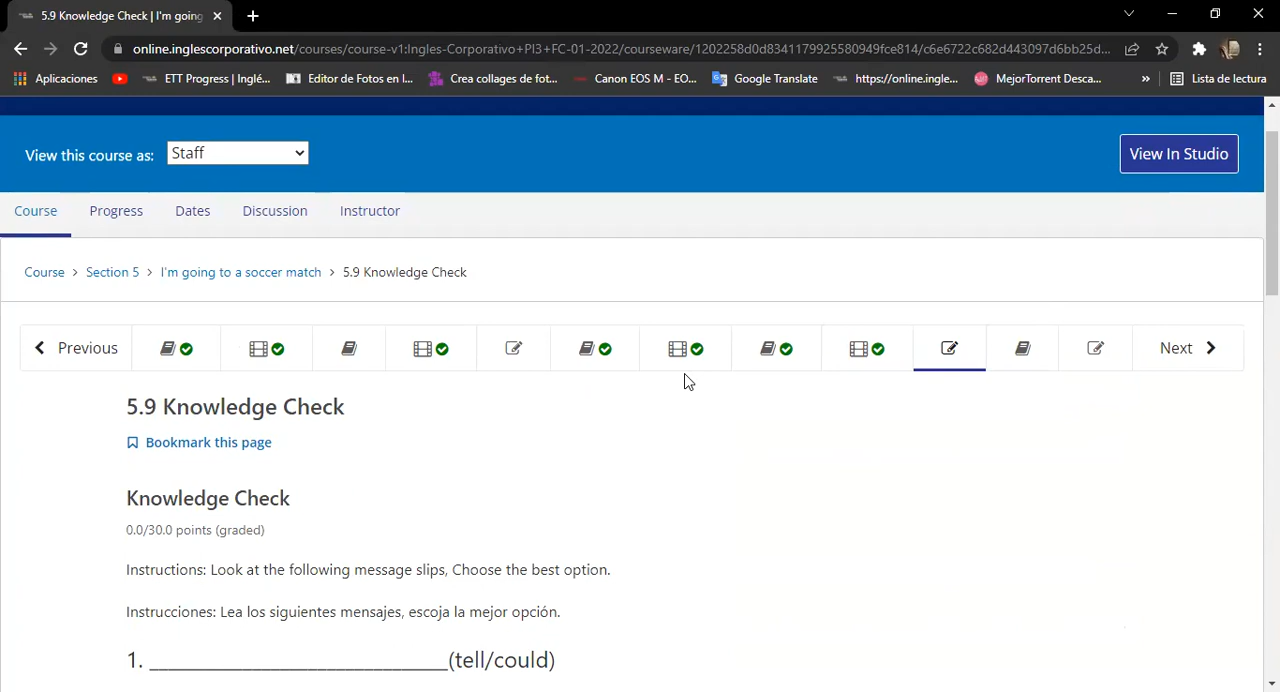 5.9 Knowledge Check | I'm going
online.inglescorporativo.net/courses/course-v1:Ingles-Corporativo+PI3+FC-01-2022/courseware/1202258d0d8341179925580949fce814/c6e6722c682d443097d6bb25d...
Aplicaciones ETT Progress | Inglé... Editor de Fotos en l... Crea collages de fot... Canon EOS M - EO... Google Translate https://online.ingle... MejorTorrent Desca... » Lista de lectura
View this course as: Staff View In Studio
Course Progress Dates Discussion Instructor
Course > Section 5 > I'm going to a soccer match > 5.9 Knowledge Check
Previous Next
5.9 Knowledge Check
Bookmark this page
Knowledge Check
0.0/30.0 points (graded)
Instructions: Look at the following message slips, Choose the best option.
Instrucciones: Lea los siguientes mensajes, escoja la mejor opción.
1. ____________________________(tell/could)